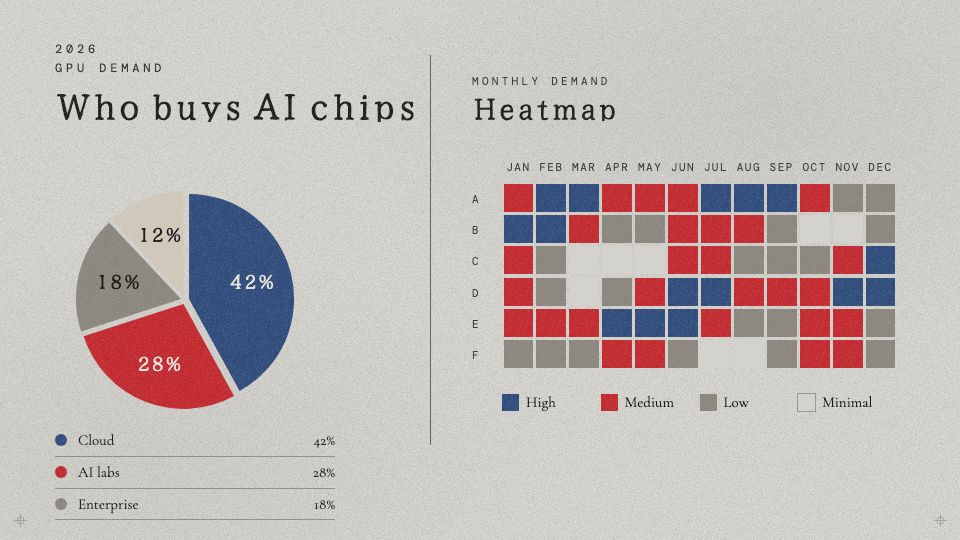 2026
GPU DEMAND
Who buys AI chips
12%
18%
42%
28%
Cloud 42%
AI labs 28%
Enterprise 18%
MONTHLY DEMAND
Heatmap
JAN FEB MAR APR MAY JUN JUL AUG SEP OCT NOV DEC
A
B
C
D
E
F
High Medium Low Minimal